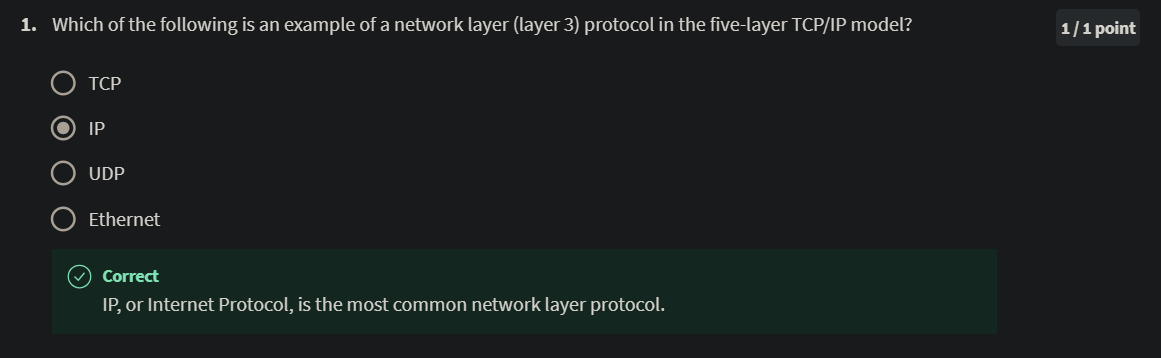 1. Which of the following is an example of a network layer (layer 3) protocol in the five-layer TCP/IP model?
1 / 1 point
TCP
IP
UDP
Ethernet
Correct
IP, or Internet Protocol, is the most common network layer protocol.